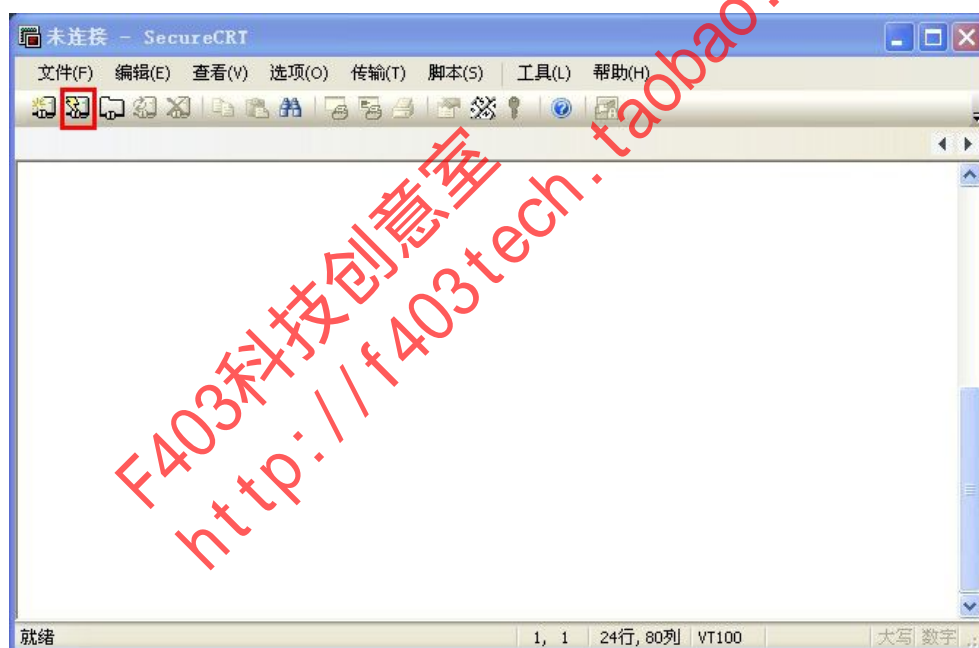 未连接 - SecureCRT
文件(F) 编辑(E) 查看(V) 选项(O) 传输(T) 脚本(S) 工具(L) 帮助(H)
F403科技创意室
http://f403tech.taobao.
就绪 1, 1 24行, 80列 VT100 大写 数字